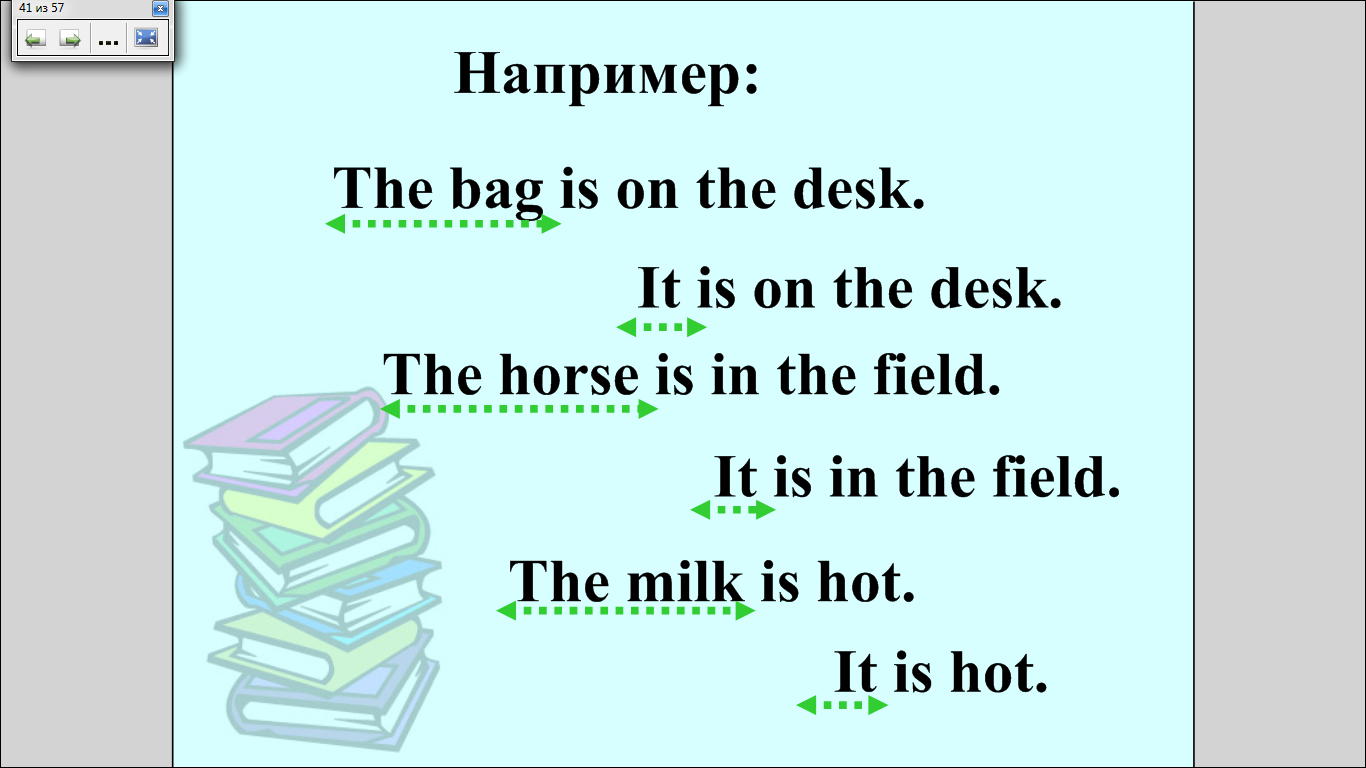 41 из 57
Например:
The bag is on the desk.
It is on the desk.
The horse is in the field.
It is in the field.
The milk is hot.
It is hot.